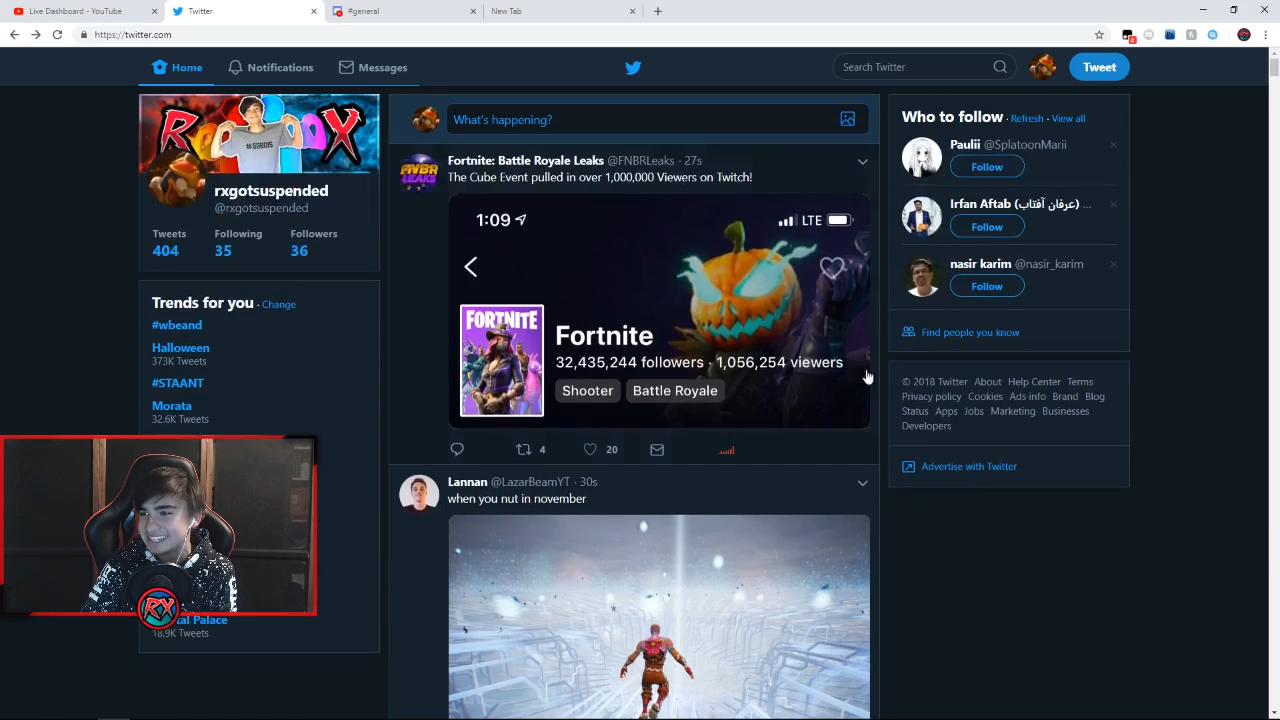 Live Dashboard - YouTube
Twitter
#general
New Tab
https://twitter.com
Home
Notifications
Messages
Search Twitter
Tweet
#GGBOIS
rxgotsuspended
@rxgotsuspended
Tweets Following Followers
404 35 36
Trends for you · Change
#wbeand
Halloween
373K Tweets
#STAANT
Morata
32.6K Tweets
RX
tal Palace
18.9K Tweets
What's happening?
FNBR
LEAKS
Fortnite: Battle Royale Leaks @FNBRLeaks · 27s
The Cube Event pulled in over 1,000,000 Viewers on Twitch!
1:09 LTE
FORTNITE
Fortnite
32,435,244 followers · 1,056,254 viewers
Shooter Battle Royale
4 20
Lannan @LazarBeamYT · 30s
when you nut in november
Who to follow · Refresh · View all
Paulii @SplatoonMarii
Follow
Irfan Aftab (عرفان آفتاب) ...
Follow
nasir karim @nasir_karim
Follow
Find people you know
© 2018 Twitter About Help Center Terms
Privacy policy Cookies Ads info Brand Blog
Status Apps Jobs Marketing Businesses
Developers
Advertise with Twitter